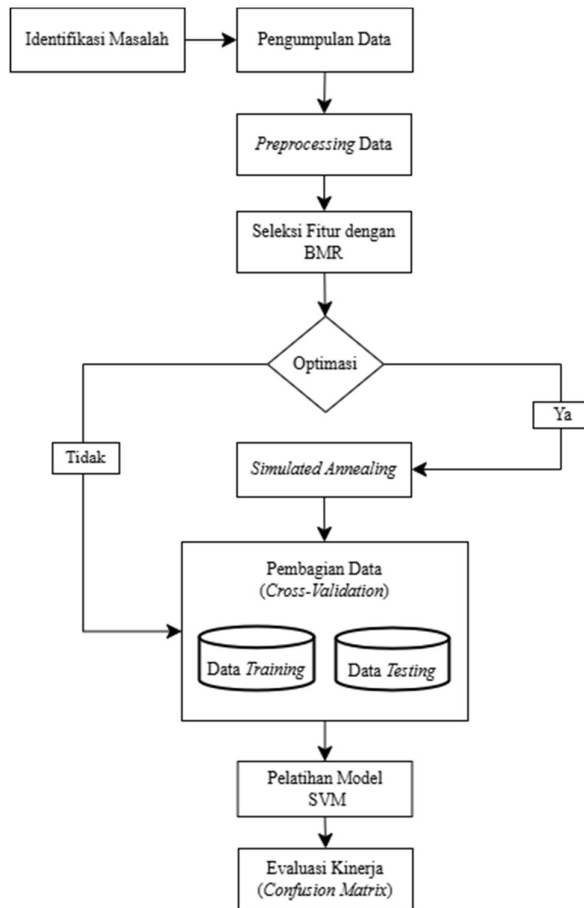 Identifikasi Masalah
Pengumpulan Data
Preprocessing Data
Seleksi Fitur dengan
BMR
Optimasi
Ya
Tidak
Simulated Annealing
Pembagian Data
(Cross-Validation)
Data Training
Data Testing
Pelatihan Model
SVM
Evaluasi Kinerja
(Confusion Matrix)